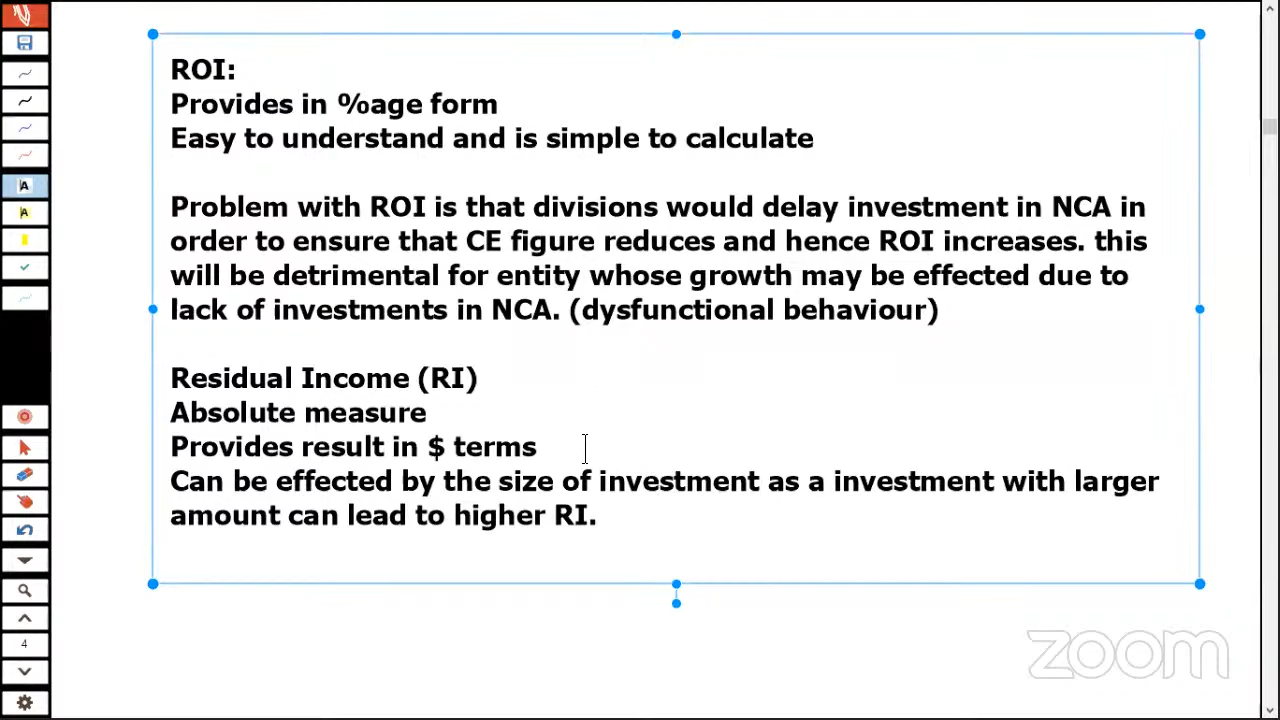 ROI:
Provides in %age form
Easy to understand and is simple to calculate
Problem with ROI is that divisions would delay investment in NCA in
order to ensure that CE figure reduces and hence ROI increases. this
will be detrimental for entity whose growth may be effected due to
lack of investments in NCA. (dysfunctional behaviour)
Residual Income (RI)
Absolute measure
Provides result in $ terms
Can be effected by the size of investment as a investment with larger
amount can lead to higher RI.
A
A
4
zoom